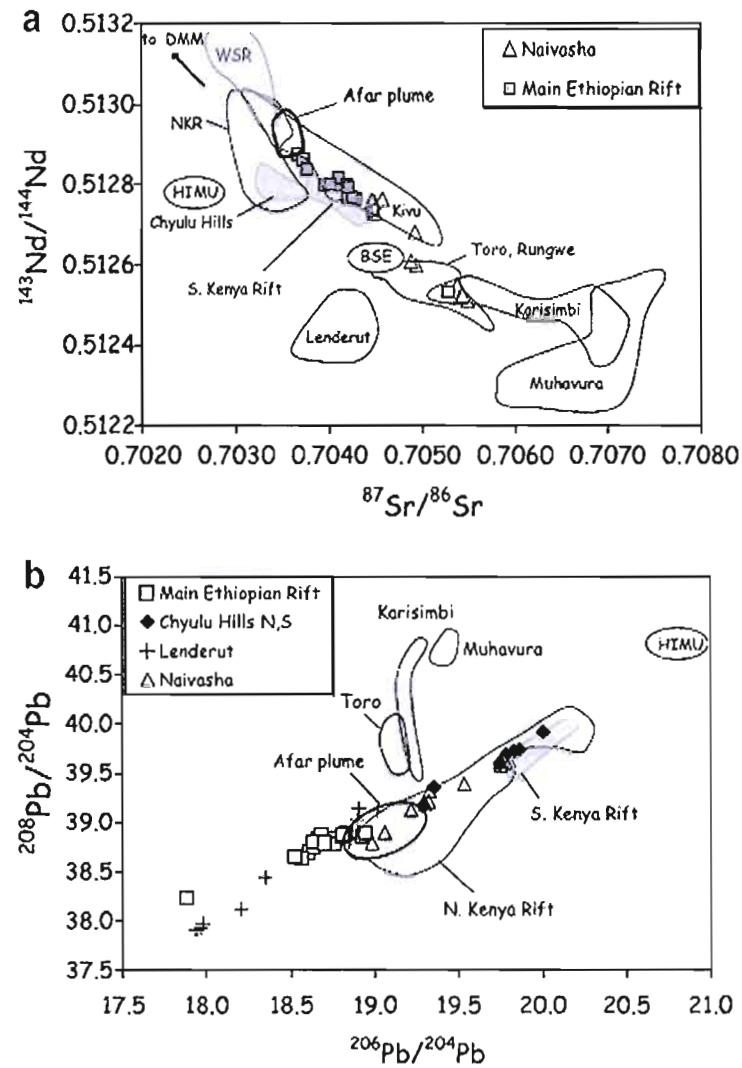 a
0.5132
to DMM
WSR
△ Naivasha
□ Main Ethiopian Rift
Afar plume
0.5130
NKR
0.5128
HIMU
Chyulu Hills
Kivu
143Nd/144Nd
0.5126
BSE
Toro, Rungwe
S. Kenya Rift
Karisimbi
0.5124
Lenderut
Muhavura
0.5122
0.7020 0.7030 0.7040 0.7050 0.7060 0.7070 0.7080
87Sr/86Sr
b
41.5
□ Main Ethiopian Rift
◆ Chyulu Hills N,S
+ Lenderut
△ Naivasha
Karisimbi
41.0
Muhavura
HIMU
40.5
Toro
40.0
Afar plume
39.5
208Pb/204Pb
S. Kenya Rift
39.0
38.5
N. Kenya Rift
38.0
37.5
17.5 18.0 18.5 19.0 19.5 20.0 20.5 21.0
206Pb/204Pb